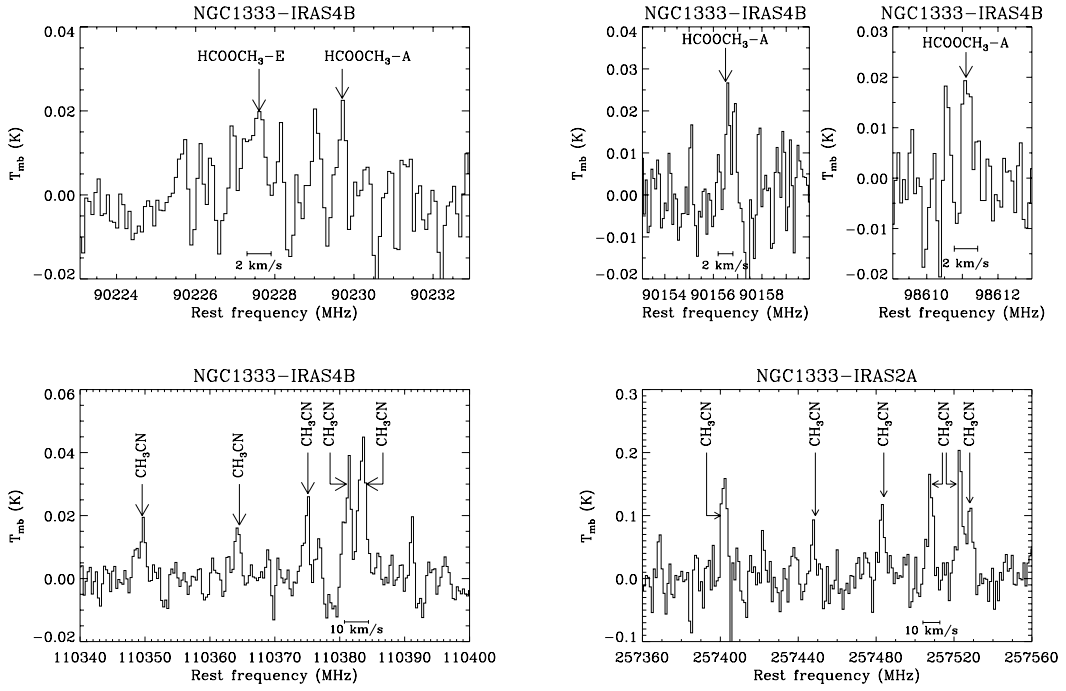 NGC1333-IRAS4B
HCOOCH₃-E
HCOOCH₃-A
0.04
0.02
0.00
-0.02
T_mb (K)
2 km/s
90224 90226 90228 90230 90232
Rest frequency (MHz)
NGC1333-IRAS4B
HCOOCH₃-A
0.04
0.03
0.02
0.01
0.00
-0.01
-0.02
T_mb (K)
2 km/s
90154 90156 90158
Rest frequency (MHz)
NGC1333-IRAS4B
HCOOCH₃-A
0.03
0.02
0.01
0.00
-0.01
-0.02
T_mb (K)
2 km/s
98610 98612
Rest frequency (MHz)
NGC1333-IRAS4B
CH₃CN
CH₃CN
CH₃CN
CH₃CN
CH₃CN
0.06
0.04
0.02
0.00
-0.02
T_mb (K)
10 km/s
110340 110350 110360 110370 110380 110390 110400
Rest frequency (MHz)
NGC1333-IRAS2A
CH₃CN
CH₃CN
CH₃CN
CH₃CN
CH₃CN
0.3
0.2
0.1
0.0
-0.1
T_mb (K)
10 km/s
257360 257400 257440 257480 257520 257560
Rest frequency (MHz)